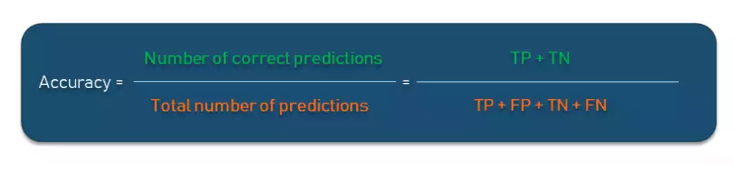 Number of correct predictions TP + TN
Accuracy = =
Total number of predictions TP + FP + TN + FN